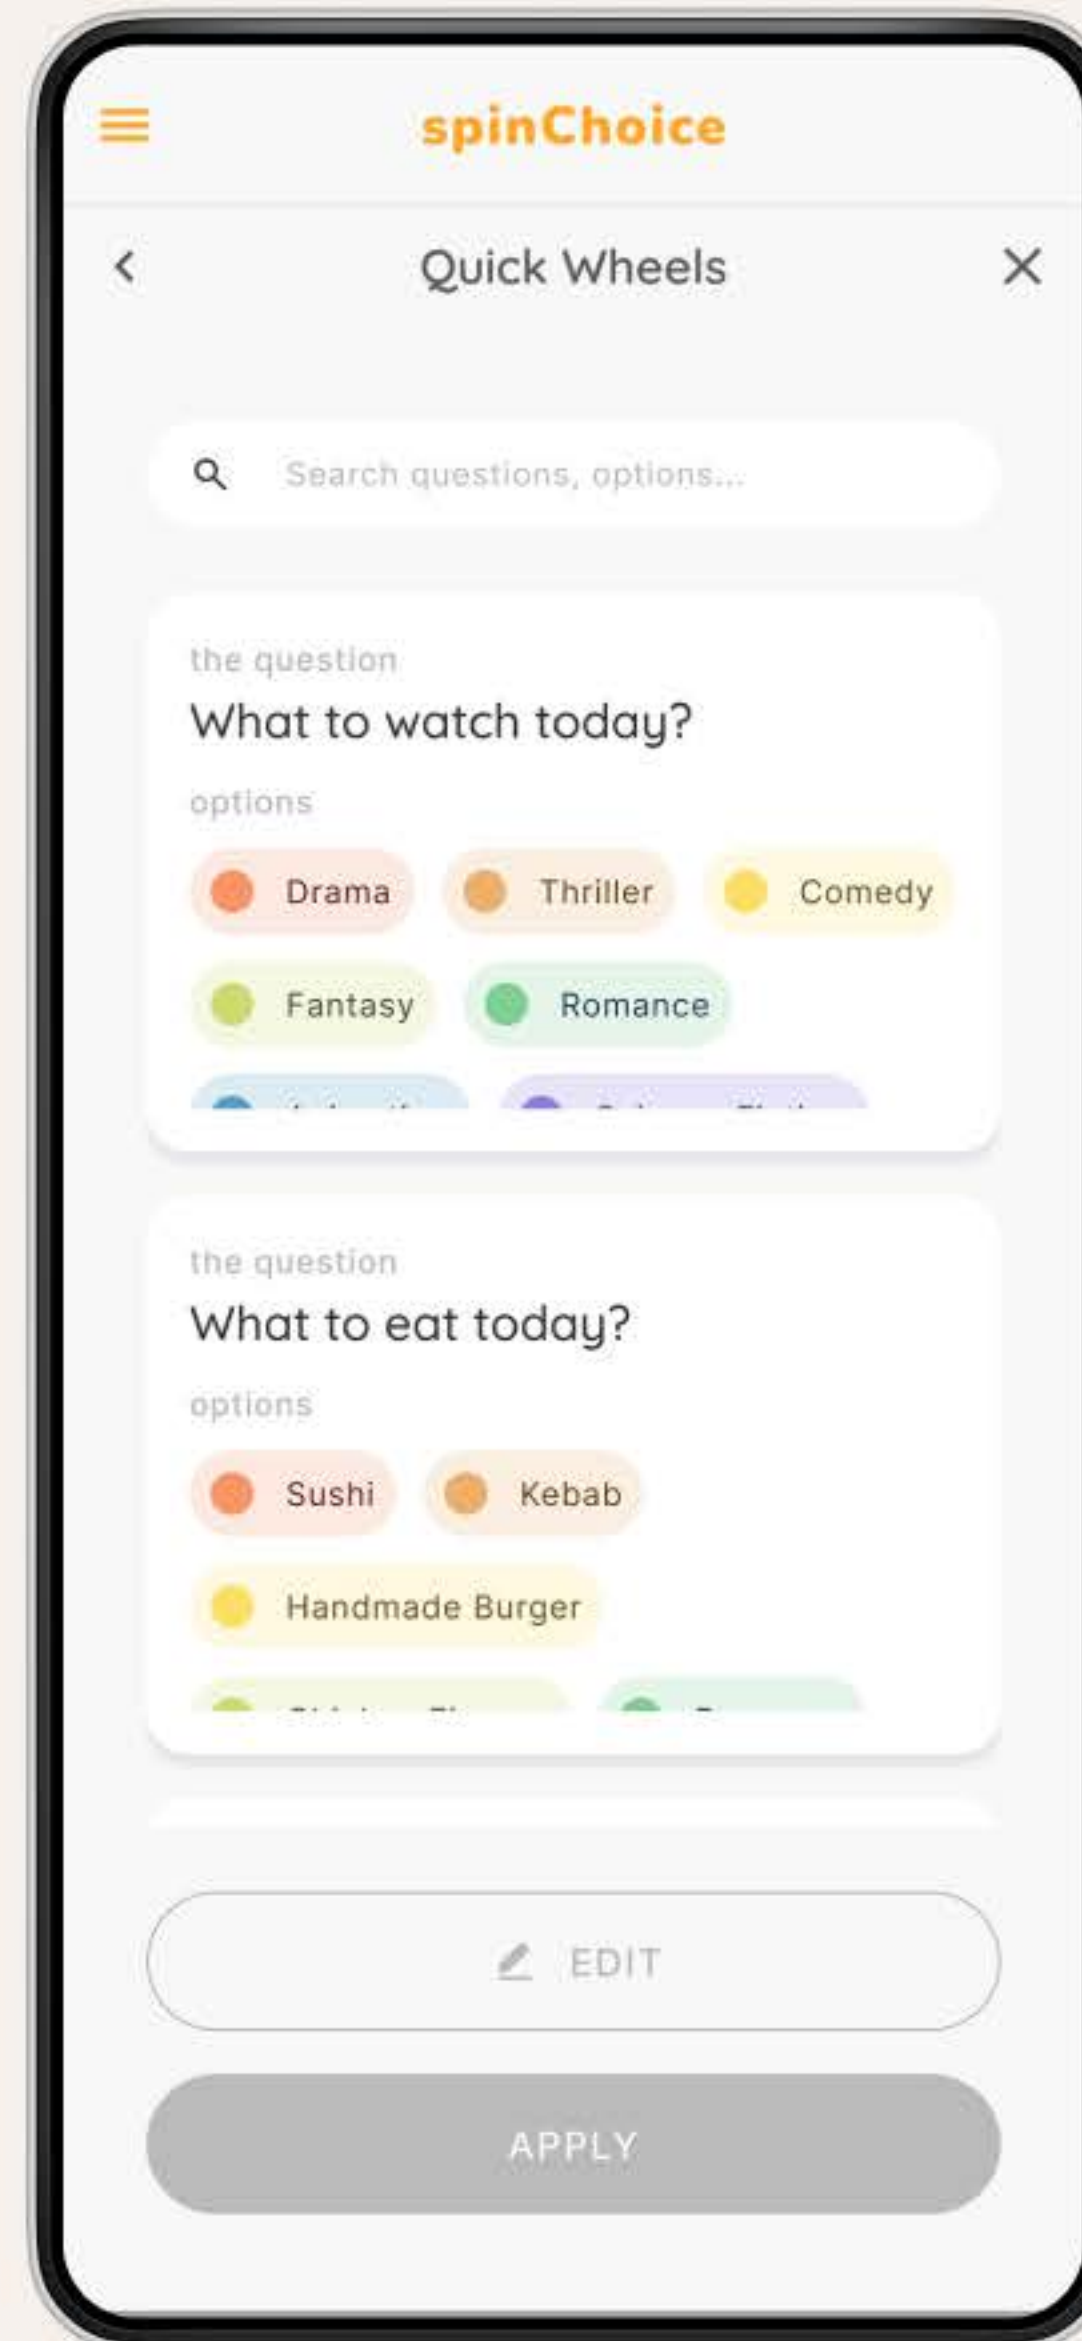 spinChoice
Quick Wheels
Search questions, options...
the question
What to watch today?
options
Drama Thriller Comedy
Fantasy Romance
the question
What to eat today?
options
Sushi Kebab
Handmade Burger
EDIT
APPLY